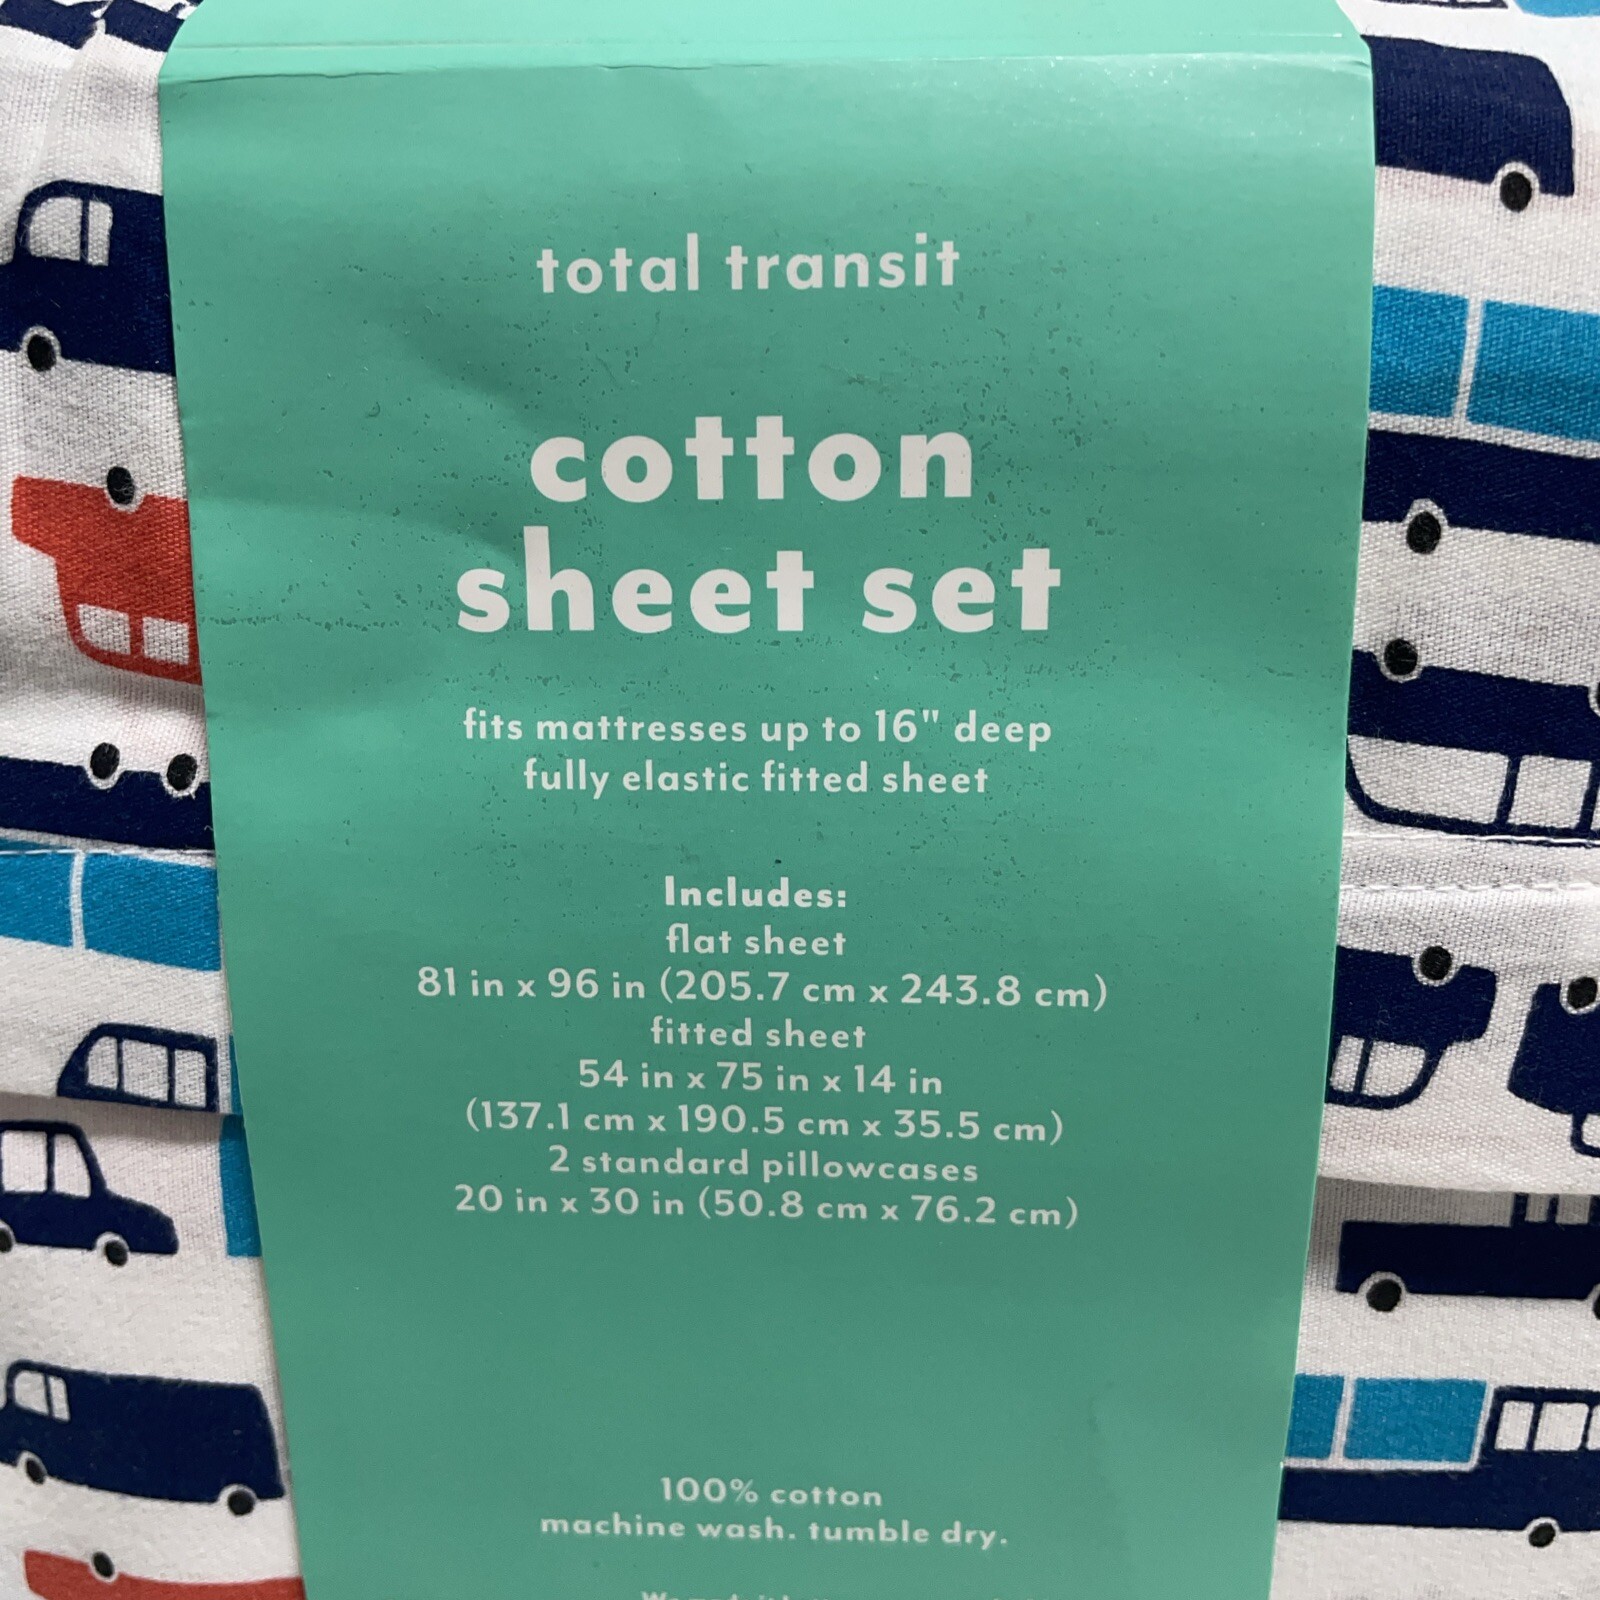 total transit
cotton
sheet set
fits mattresses up to 16" deep
fully elastic fitted sheet
Includes:
flat sheet
81 in x 96 in (205.7 cm x 243.8 cm)
fitted sheet
54 in x 75 in x 14 in
(137.1 cm x 190.5 cm x 35.5 cm)
2 standard pillowcases
20 in x 30 in (50.8 cm x 76.2 cm)
100% cotton
machine wash. tumble dry.